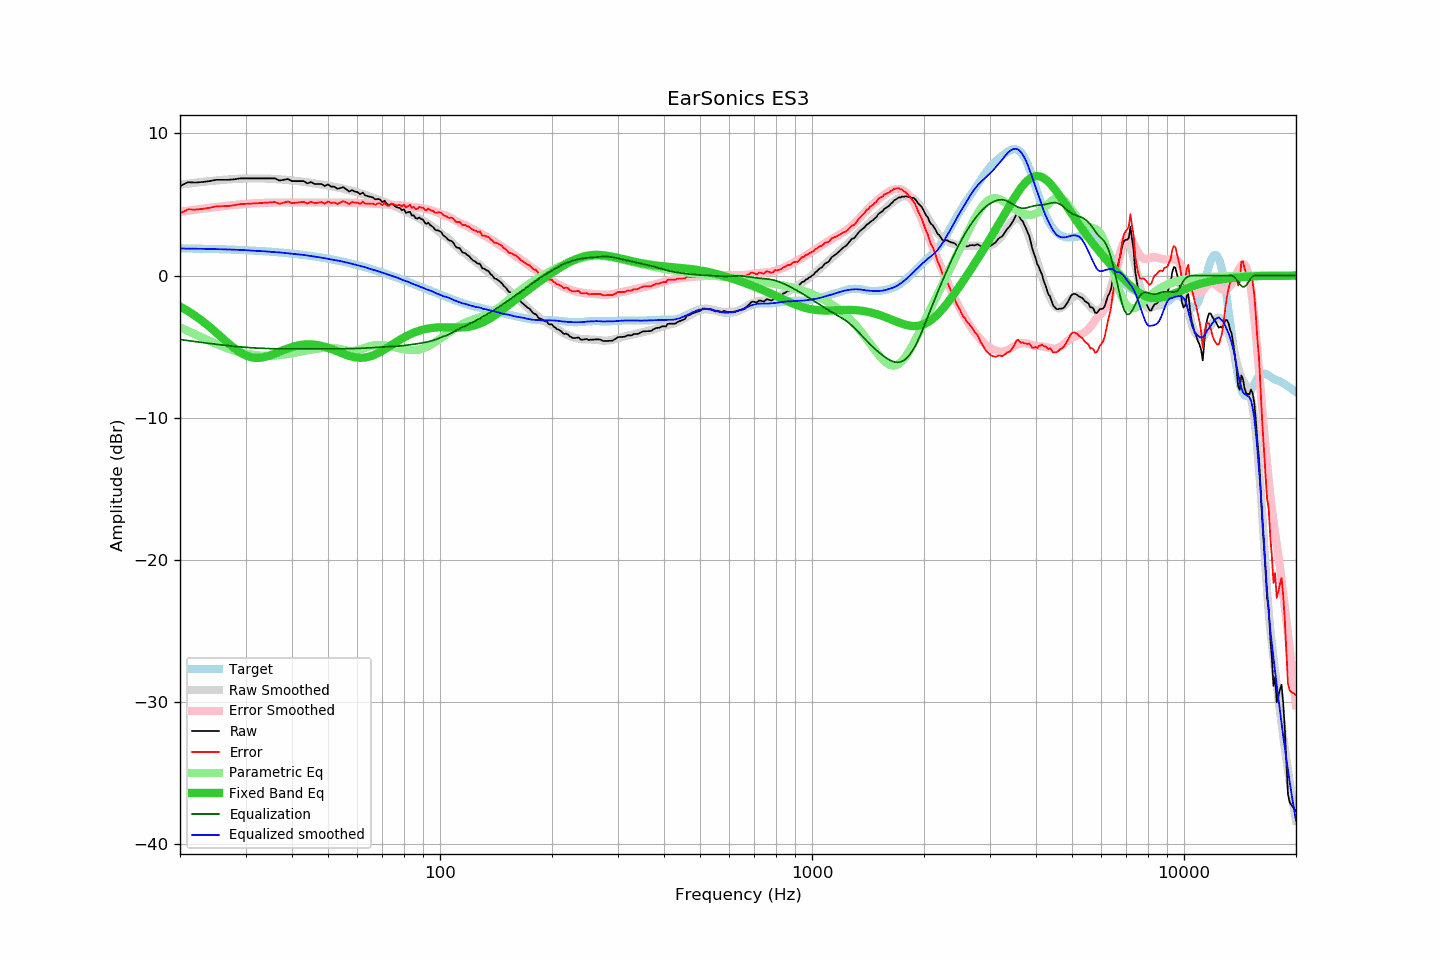 EarSonics ES3
10
0
−10
−20
−30
−40
Amplitude (dBr)
Target
Raw Smoothed
Error Smoothed
Raw
Error
Parametric Eq
Fixed Band Eq
Equalization
Equalized smoothed
100
1000
10000
Frequency (Hz)